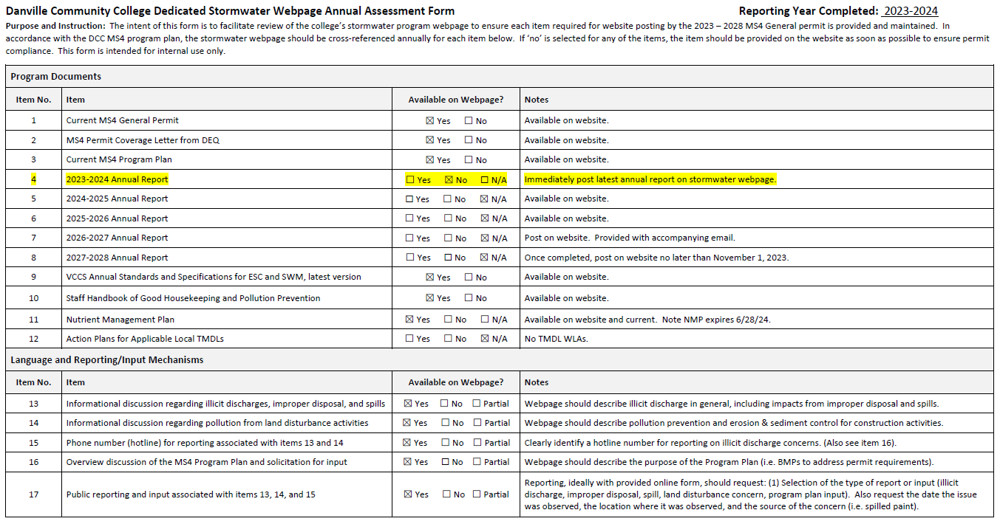 Danville Community College Dedicated Stormwater Webpage Annual Assessment Form Reporting Year Completed: 2023-2024
Purpose and Instruction: The intent of this form is to facilitate review of the college's stormwater program webpage to ensure each item required for website posting by the 2023 – 2028 MS4 General permit is provided and maintained. In
accordance with the DCC MS4 program plan, the stormwater webpage should be cross-referenced annually for each item below. If 'no' is selected for any of the items, the item should be provided on the website as soon as possible to ensure permit
compliance. This form is intended for internal use only.
Program Documents
Item No. Item Available on Webpage? Notes
1 Current MS4 General Permit ☒ Yes ☐ No Available on website.
2 MS4 Permit Coverage Letter from DEQ ☒ Yes ☐ No Available on website.
3 Current MS4 Program Plan ☒ Yes ☐ No Available on website.
4 2023-2024 Annual Report ☐ Yes ☒ No ☐ N/A Immediately post latest annual report on stormwater webpage.
5 2024-2025 Annual Report ☐ Yes ☐ No ☒ N/A Available on website.
6 2025-2026 Annual Report ☐ Yes ☐ No ☒ N/A Available on website.
7 2026-2027 Annual Report ☐ Yes ☐ No ☒ N/A Post on website. Provided with accompanying email.
8 2027-2028 Annual Report ☐ Yes ☐ No ☒ N/A Once completed, post on website no later than November 1, 2023.
9 VCCS Annual Standards and Specifications for ESC and SWM, latest version ☒ Yes ☐ No Available on website.
10 Staff Handbook of Good Housekeeping and Pollution Prevention ☒ Yes ☐ No Available on website.
11 Nutrient Management Plan ☒ Yes ☐ No ☐ N/A Available on website and current. Note NMP expires 6/28/24.
12 Action Plans for Applicable Local TMDLs ☐ Yes ☐ No ☒ N/A No TMDL WLAs.
Language and Reporting/Input Mechanisms
Item No. Item Available on Webpage? Notes
13 Informational discussion regarding illicit discharges, improper disposal, and spills ☒ Yes ☐ No ☐ Partial Webpage should describe illicit discharge in general, including impacts from improper disposal and spills.
14 Informational discussion regarding pollution from land disturbance activities ☒ Yes ☐ No ☐ Partial Webpage should describe pollution prevention and erosion & sediment control for construction activities.
15 Phone number (hotline) for reporting associated with items 13 and 14 ☒ Yes ☐ No ☐ Partial Clearly identify a hotline number for reporting on illicit discharge concerns. (Also see item 16).
16 Overview discussion of the MS4 Program Plan and solicitation for input ☒ Yes ☐ No ☐ Partial Webpage should describe the purpose of the Program Plan (i.e. BMPs to address permit requirements).
17 Public reporting and input associated with items 13, 14, and 15 ☒ Yes ☐ No ☐ Partial Reporting, ideally with provided online form, should request: (1) Selection of the type of report or input (illicit
discharge, improper disposal, spill, land disturbance concern, program plan input). Also request the date the issue
was observed, the location where it was observed, and the source of the concern (i.e. spilled paint).